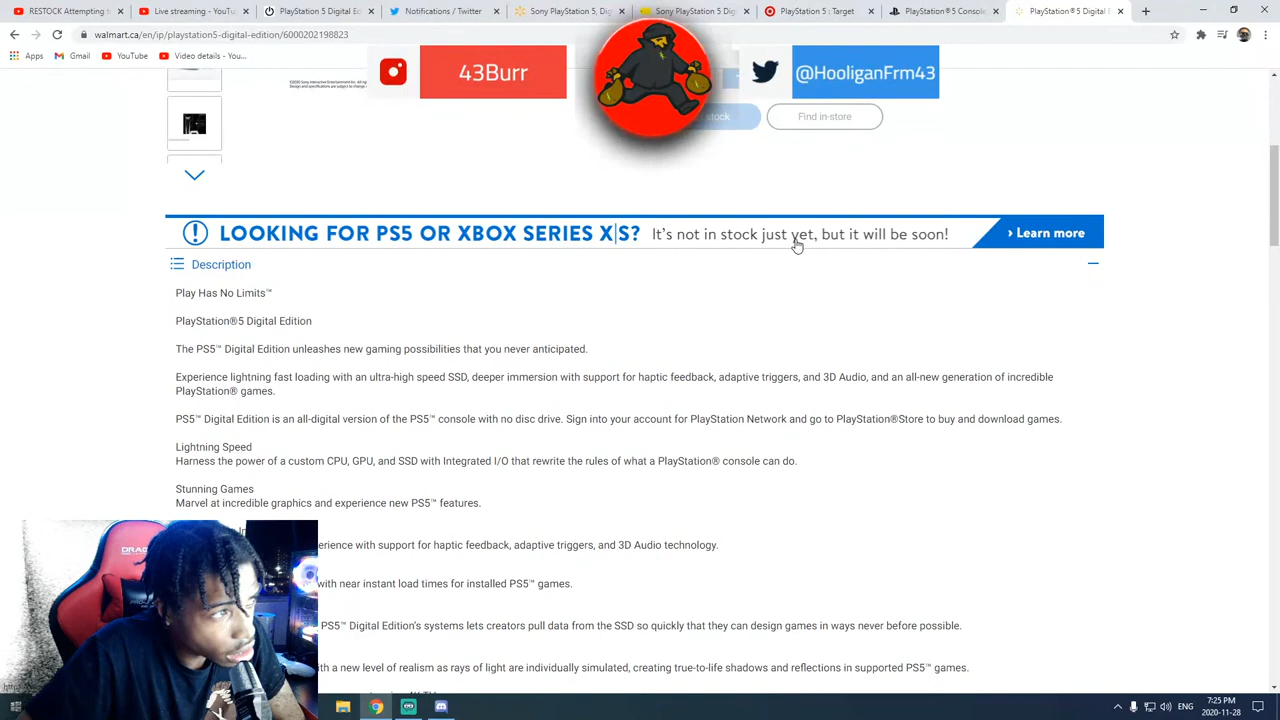 RESTOCK Attempting to
PlayStation 5 Digital Edi
Notifications / Twitter
Sony PlayStation 5, Dig
Sony PlayStation 5 Dig
PlayStation 5 : Target
PlayStation®5 Console
PlayStation®5 Digital E
walmart.ca/en/ip/playstation5-digital-edition/6000202198823
Apps
Gmail
YouTube
Video details - You...
43Burr
@HooliganFrm43
stock
Find in-store
LOOKING FOR PS5 OR XBOX SERIES X|S? It's not in stock just yet, but it will be soon! › Learn more
Description
Play Has No Limits™
PlayStation®5 Digital Edition
The PS5™ Digital Edition unleashes new gaming possibilities that you never anticipated.
Experience lightning fast loading with an ultra-high speed SSD, deeper immersion with support for haptic feedback, adaptive triggers, and 3D Audio, and an all-new generation of incredible
PlayStation® games.
PS5™ Digital Edition is an all-digital version of the PS5™ console with no disc drive. Sign into your account for PlayStation Network and go to PlayStation®Store to buy and download games.
Lightning Speed
Harness the power of a custom CPU, GPU, and SSD with Integrated I/O that rewrite the rules of what a PlayStation® console can do.
Stunning Games
Marvel at incredible graphics and experience new PS5™ features.
erience with support for haptic feedback, adaptive triggers, and 3D Audio technology.
with near instant load times for installed PS5™ games.
PS5™ Digital Edition's systems lets creators pull data from the SSD so quickly that they can design games in ways never before possible.
th a new level of realism as rays of light are individually simulated, creating true-to-life shadows and reflections in supported PS5™ games.
ENG
7:25 PM
2020-11-28